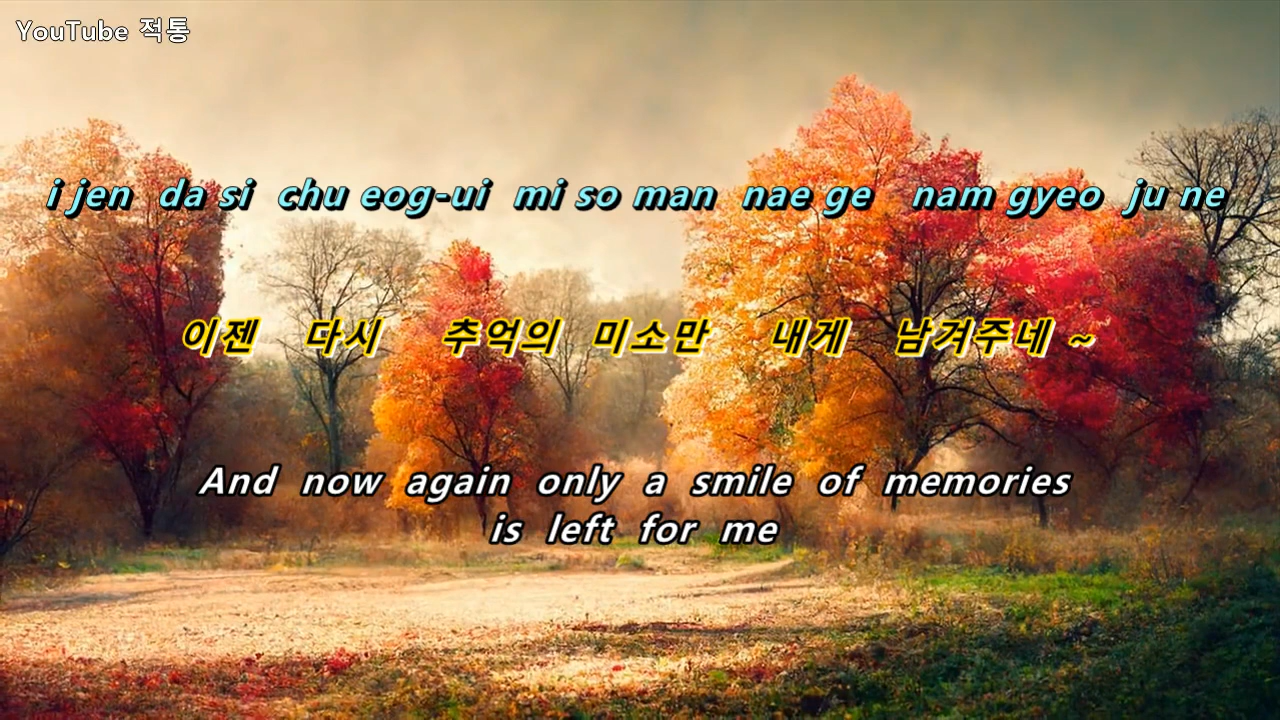 YouTube 적통
i jen da si chu eog-ui mi so man nae ge nam gyeo ju ne
이젠 다시 추억의 미소만 내게 남겨주네 ~
And now again only a smile of memories
is left for me